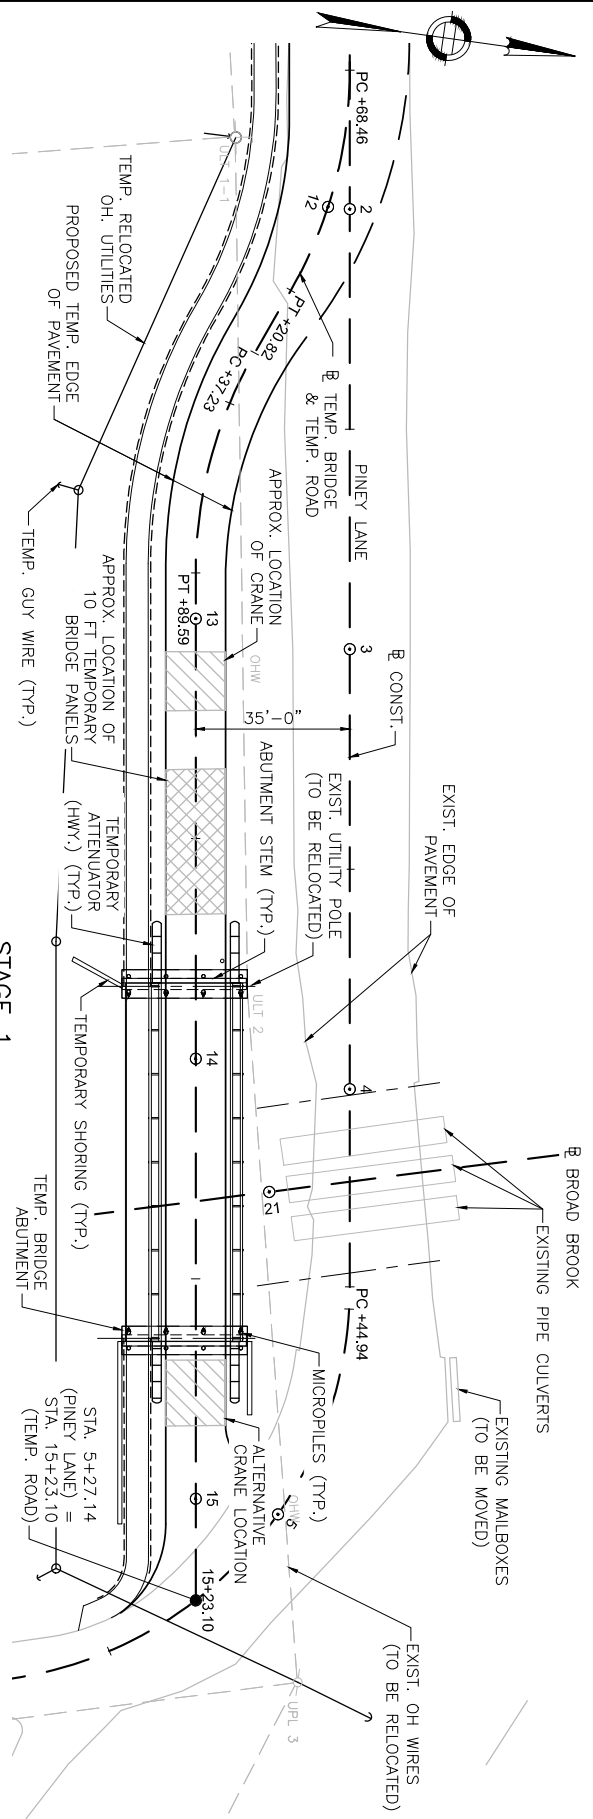 PC +68.46
2
12
ULT 1-1
TEMP. RELOCATED
OH. UTILITIES
PROPOSED TEMP. EDGE
OF PAVEMENT
PT +20.82
PC +37.23
TEMP. BRIDGE
& TEMP. ROAD
PINEY LANE
APPROX. LOCATION
OF CRANE
TEMP. GUY WIRE (TYP.)
APPROX. LOCATION OF
10 FT TEMPORARY
BRIDGE PANELS
PT +89.59
13
3
OHW
CONST.
35'-0"
ABUTMENT STEM (TYP.)
EXIST. UTILITY POLE
(TO BE RELOCATED)
EXIST. EDGE OF
PAVEMENT
TEMPORARY
ATTENUATOR
(HWY.) (TYP.)
STAGE 1
TEMPORARY SHORING (TYP.)
ULT 2
14
4
BROAD BROOK
21
EXISTING PIPE CULVERTS
TEMP. BRIDGE
ABUTMENT
PC +44.94
MICROPILES (TYP.)
EXISTING MAILBOXES
(TO BE MOVED)
ALTERNATIVE
CRANE LOCATION
STA. 5+27.14
(PINEY LANE) =
STA. 15+23.10
(TEMP. ROAD)
15
5
OHW
15+23.10
EXIST. OH WIRES
(TO BE RELOCATED)
UPL 3